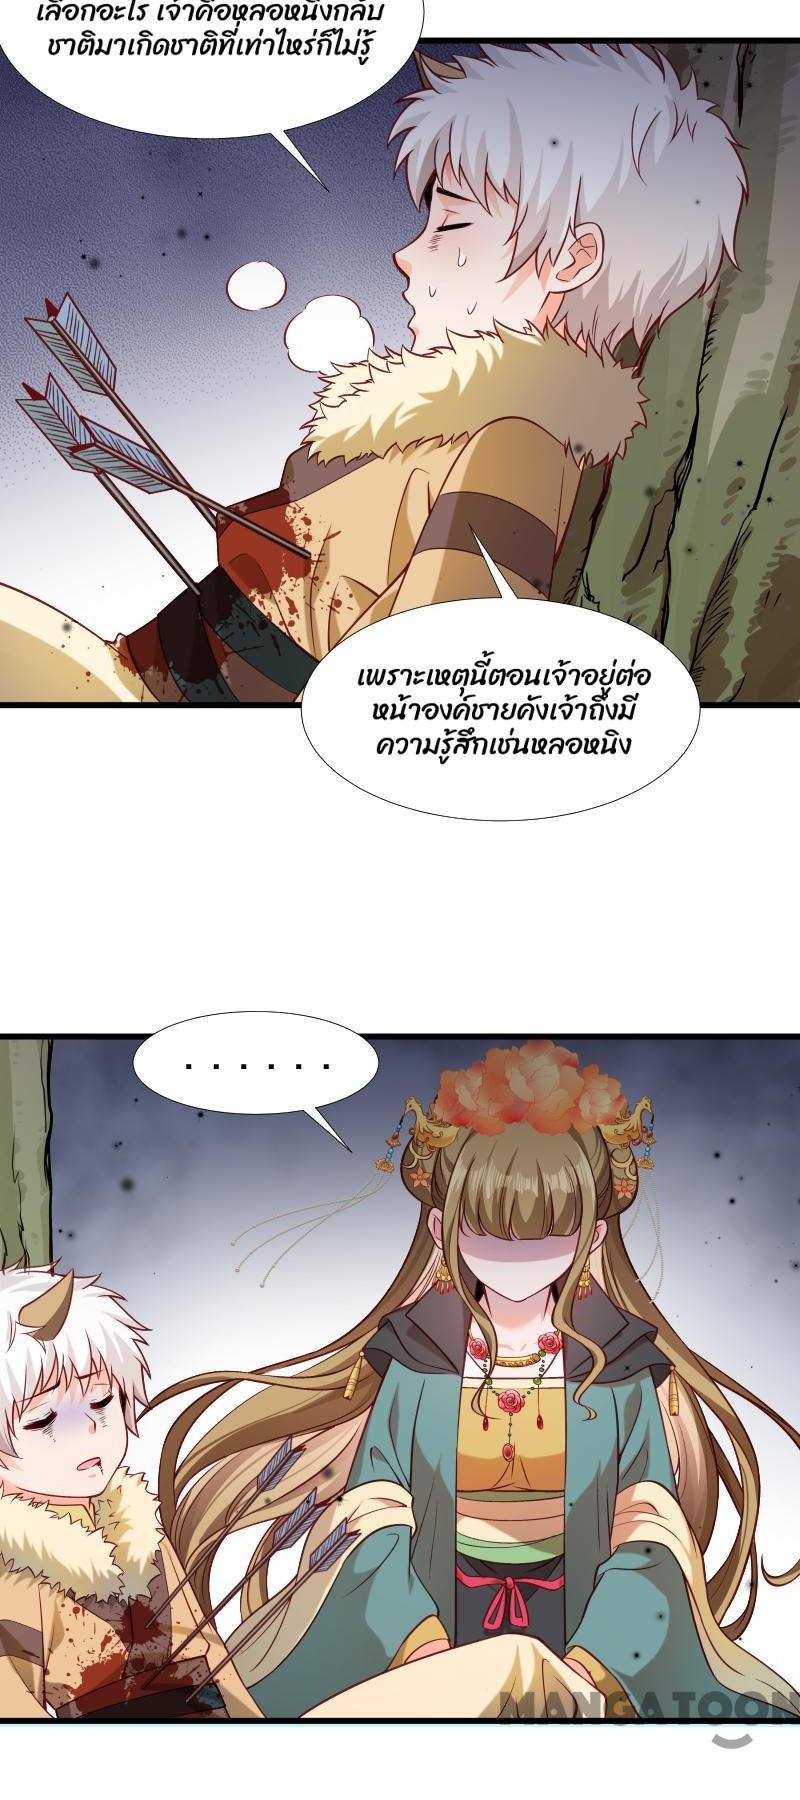 เลือกอะไร เจ้าคือหลอหนิงกลับ
ชาติมาเกิดชาติที่เท่าไหร่ก็ไม่รู้
เพราะเหตุนี้ตอนเจ้าอยู่ต่อ
หน้าองค์ชายคังเจ้าถึงมี
ความรู้สึกเช่นหลอหนิง
......
MANGATOON